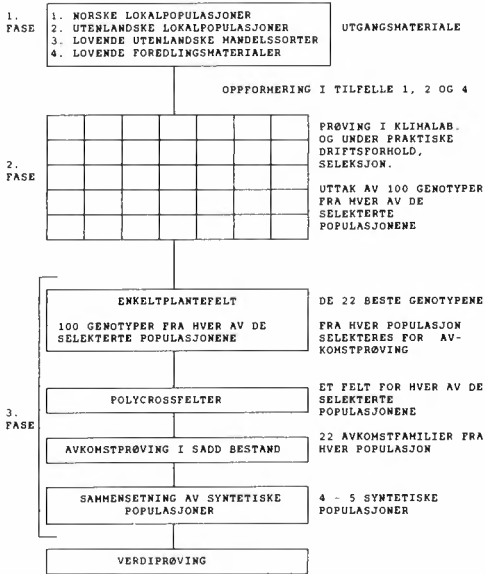 1.
FASE
1. NORSKE LOKALPOPULASJONER
2. UTENLANDSKE LOKALPOPULASJONER
3. LOVENDE UTENLANDSKE HANDELSSORTER
4. LOVENDE FOREDLINGSMATERIALER
UTGANGSMATERIALE
OPPFORMERING I TILFELLE 1, 2 OG 4
2.
FASE
PRØVING I KLIMALAB.
OG UNDER PRAKTISKE
DRIFTSFORHOLD,
SELEKSJON.
UTTAK AV 100 GENOTYPER
FRA HVER AV DE
SELEKTERTE
POPULASJONENE
3.
FASE
ENKELTPLANTEFELT
100 GENOTYPER FRA HVER AV DE
SELEKTERTE POPULASJONENE
DE 22 BESTE GENOTYPENE
FRA HVER POPULASJON
SELEKTERES FOR AV-
KOMSTPRØVING
POLYCROSSFELTER
ET FELT FOR HVER AV DE
SELEKTERTE
POPULASJONENE
AVKOMSTPRØVING I SADD BESTAND
22 AVKOMSTFAMILIER FRA
HVER POPULASJON
SAMMENSETNING AV SYNTETISKE
POPULASJONER
4 - 5 SYNTETISKE
POPULASJONER
VERDIPRØVING